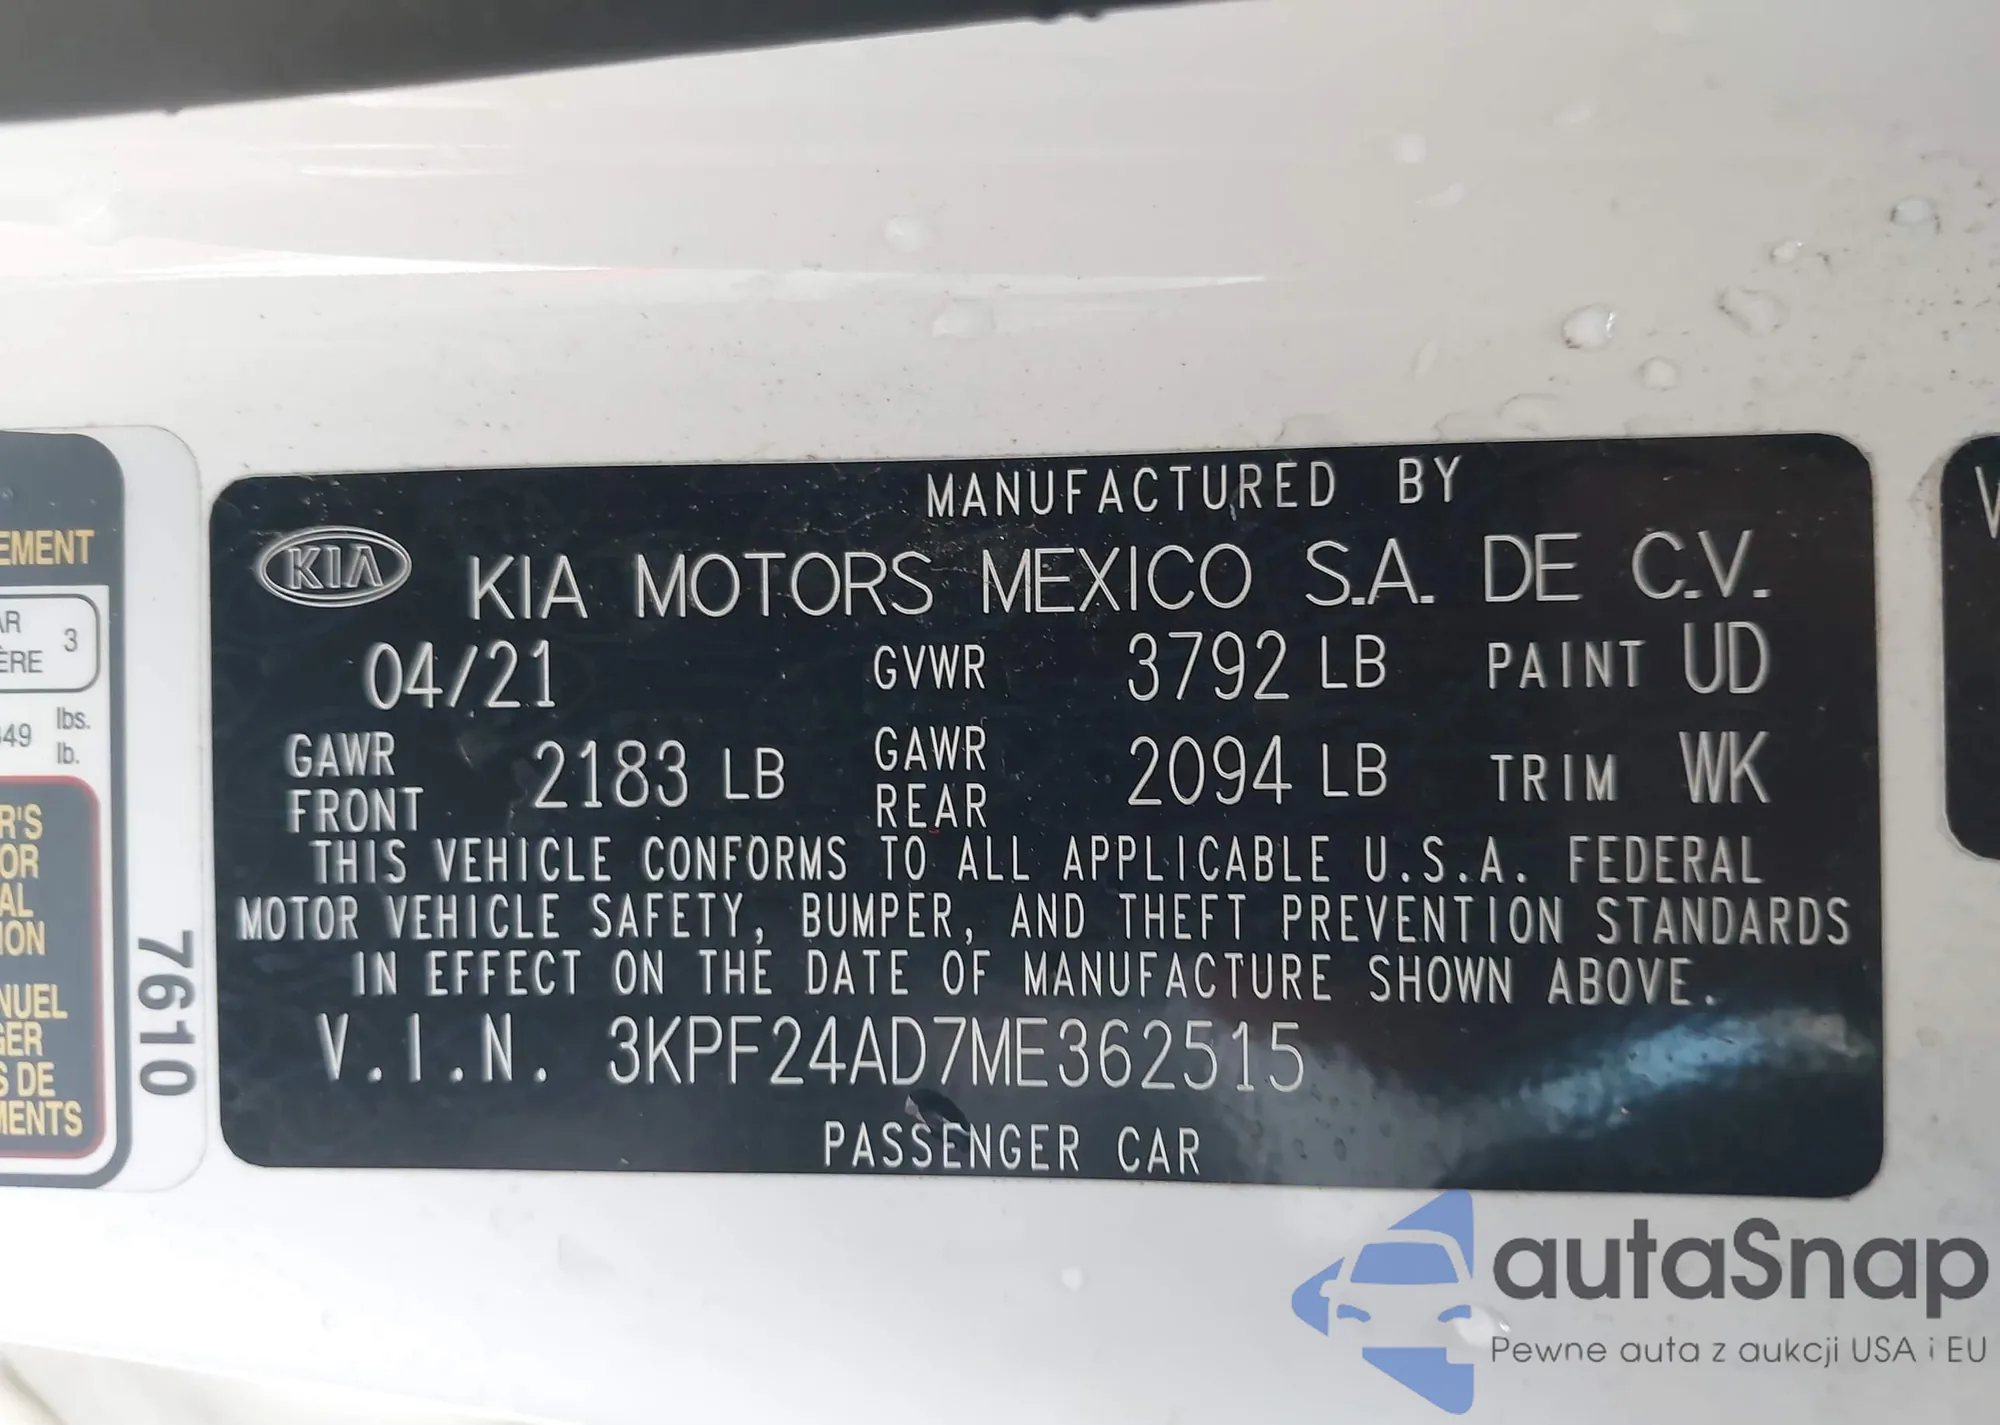 MANUFACTURED BY
KIA KIA MOTORS MEXICO S.A. DE C.V.
04/21 GVWR 3792 LB PAINT UD
GAWR FRONT 2183 LB GAWR REAR 2094 LB TRIM WK
THIS VEHICLE CONFORMS TO ALL APPLICABLE U.S.A. FEDERAL
MOTOR VEHICLE SAFETY, BUMPER, AND THEFT PREVENTION STANDARDS
IN EFFECT ON THE DATE OF MANUFACTURE SHOWN ABOVE.
V.I.N. 3KPF24AD7ME362515
PASSENGER CAR
3
lbs.
lb.
DE
7610
autaSnap
Pewne auta z aukcji USA i EU